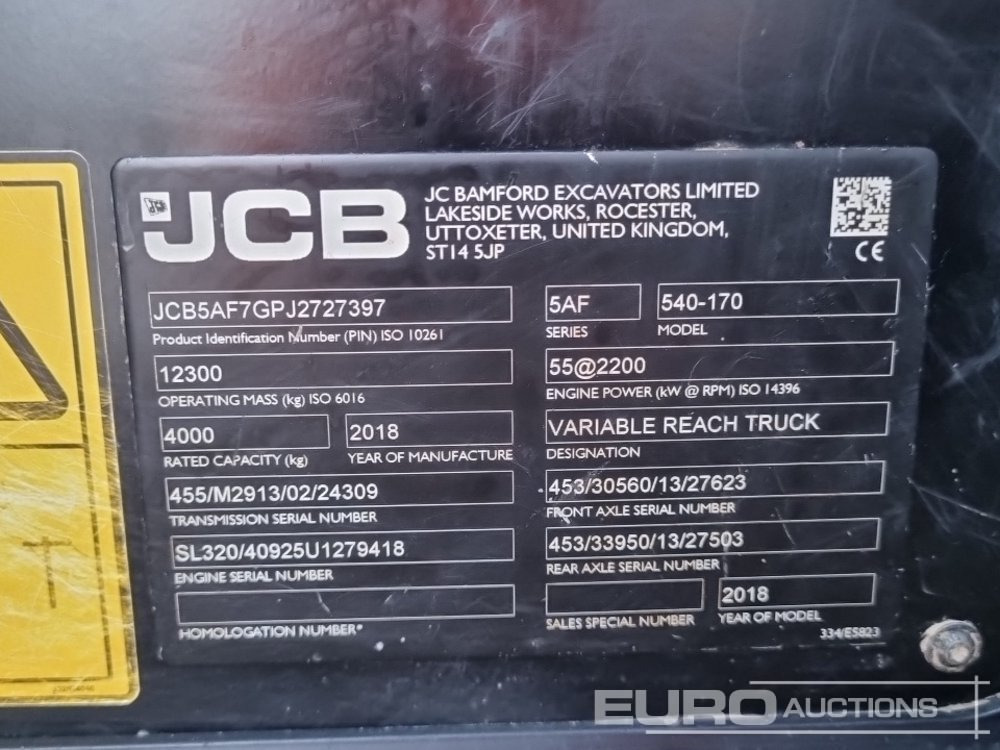 JCB
JC BAMFORD EXCAVATORS LIMITED
LAKESIDE WORKS, ROCESTER,
UTTOXETER, UNITED KINGDOM,
ST14 5JP
CE
JCB5AF7GPJ2727397
Product Identification Number (PIN) ISO 10261
5AF
SERIES
540-170
MODEL
12300
OPERATING MASS (kg) ISO 6016
55@2200
ENGINE POWER (kW @ RPM) ISO 14396
4000
RATED CAPACITY (kg)
2018
YEAR OF MANUFACTURE
VARIABLE REACH TRUCK
DESIGNATION
455/M2913/02/24309
TRANSMISSION SERIAL NUMBER
453/30560/13/27623
FRONT AXLE SERIAL NUMBER
SL320/40925U1279418
ENGINE SERIAL NUMBER
453/33950/13/27503
REAR AXLE SERIAL NUMBER
HOMOLOGATION NUMBER*
SALES SPECIAL NUMBER
2018
YEAR OF MODEL
334/E5823
EURO AUCTIONS